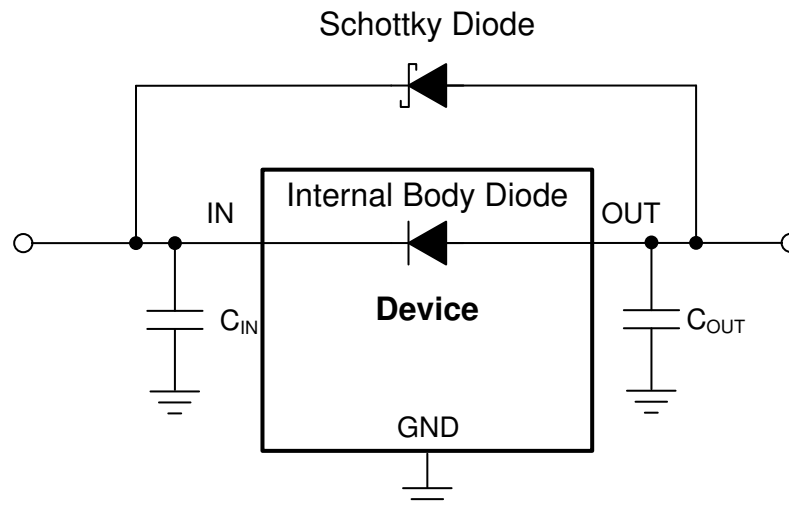 Schottky Diode
Internal Body Diode
IN
OUT
Device
CIN
COUT
GND